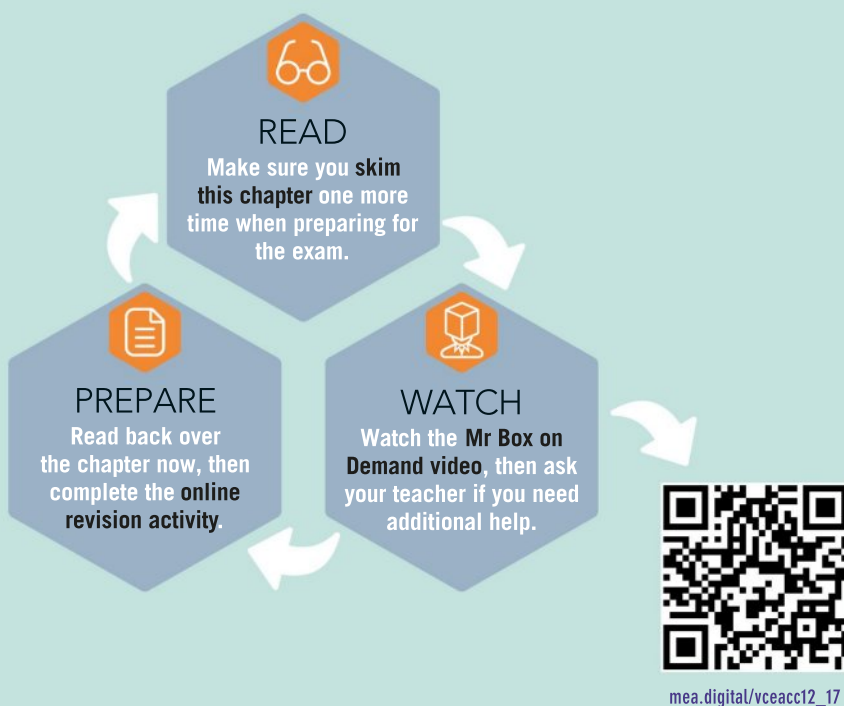 READ
Make sure you skim
this chapter one more
time when preparing for
the exam.
PREPARE
Read back over
the chapter now, then
complete the online
revision activity.
WATCH
Watch the Mr Box on
Demand video, then ask
your teacher if you need
additional help.
mea.digital/vceacc12_17